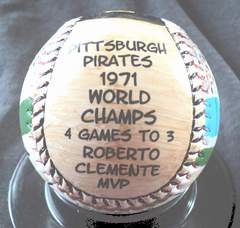 PITTSBURGH
PIRATES
1971
WORLD
CHAMPS
4 GAMES TO 3
ROBERTO
CLEMENTE
MVP